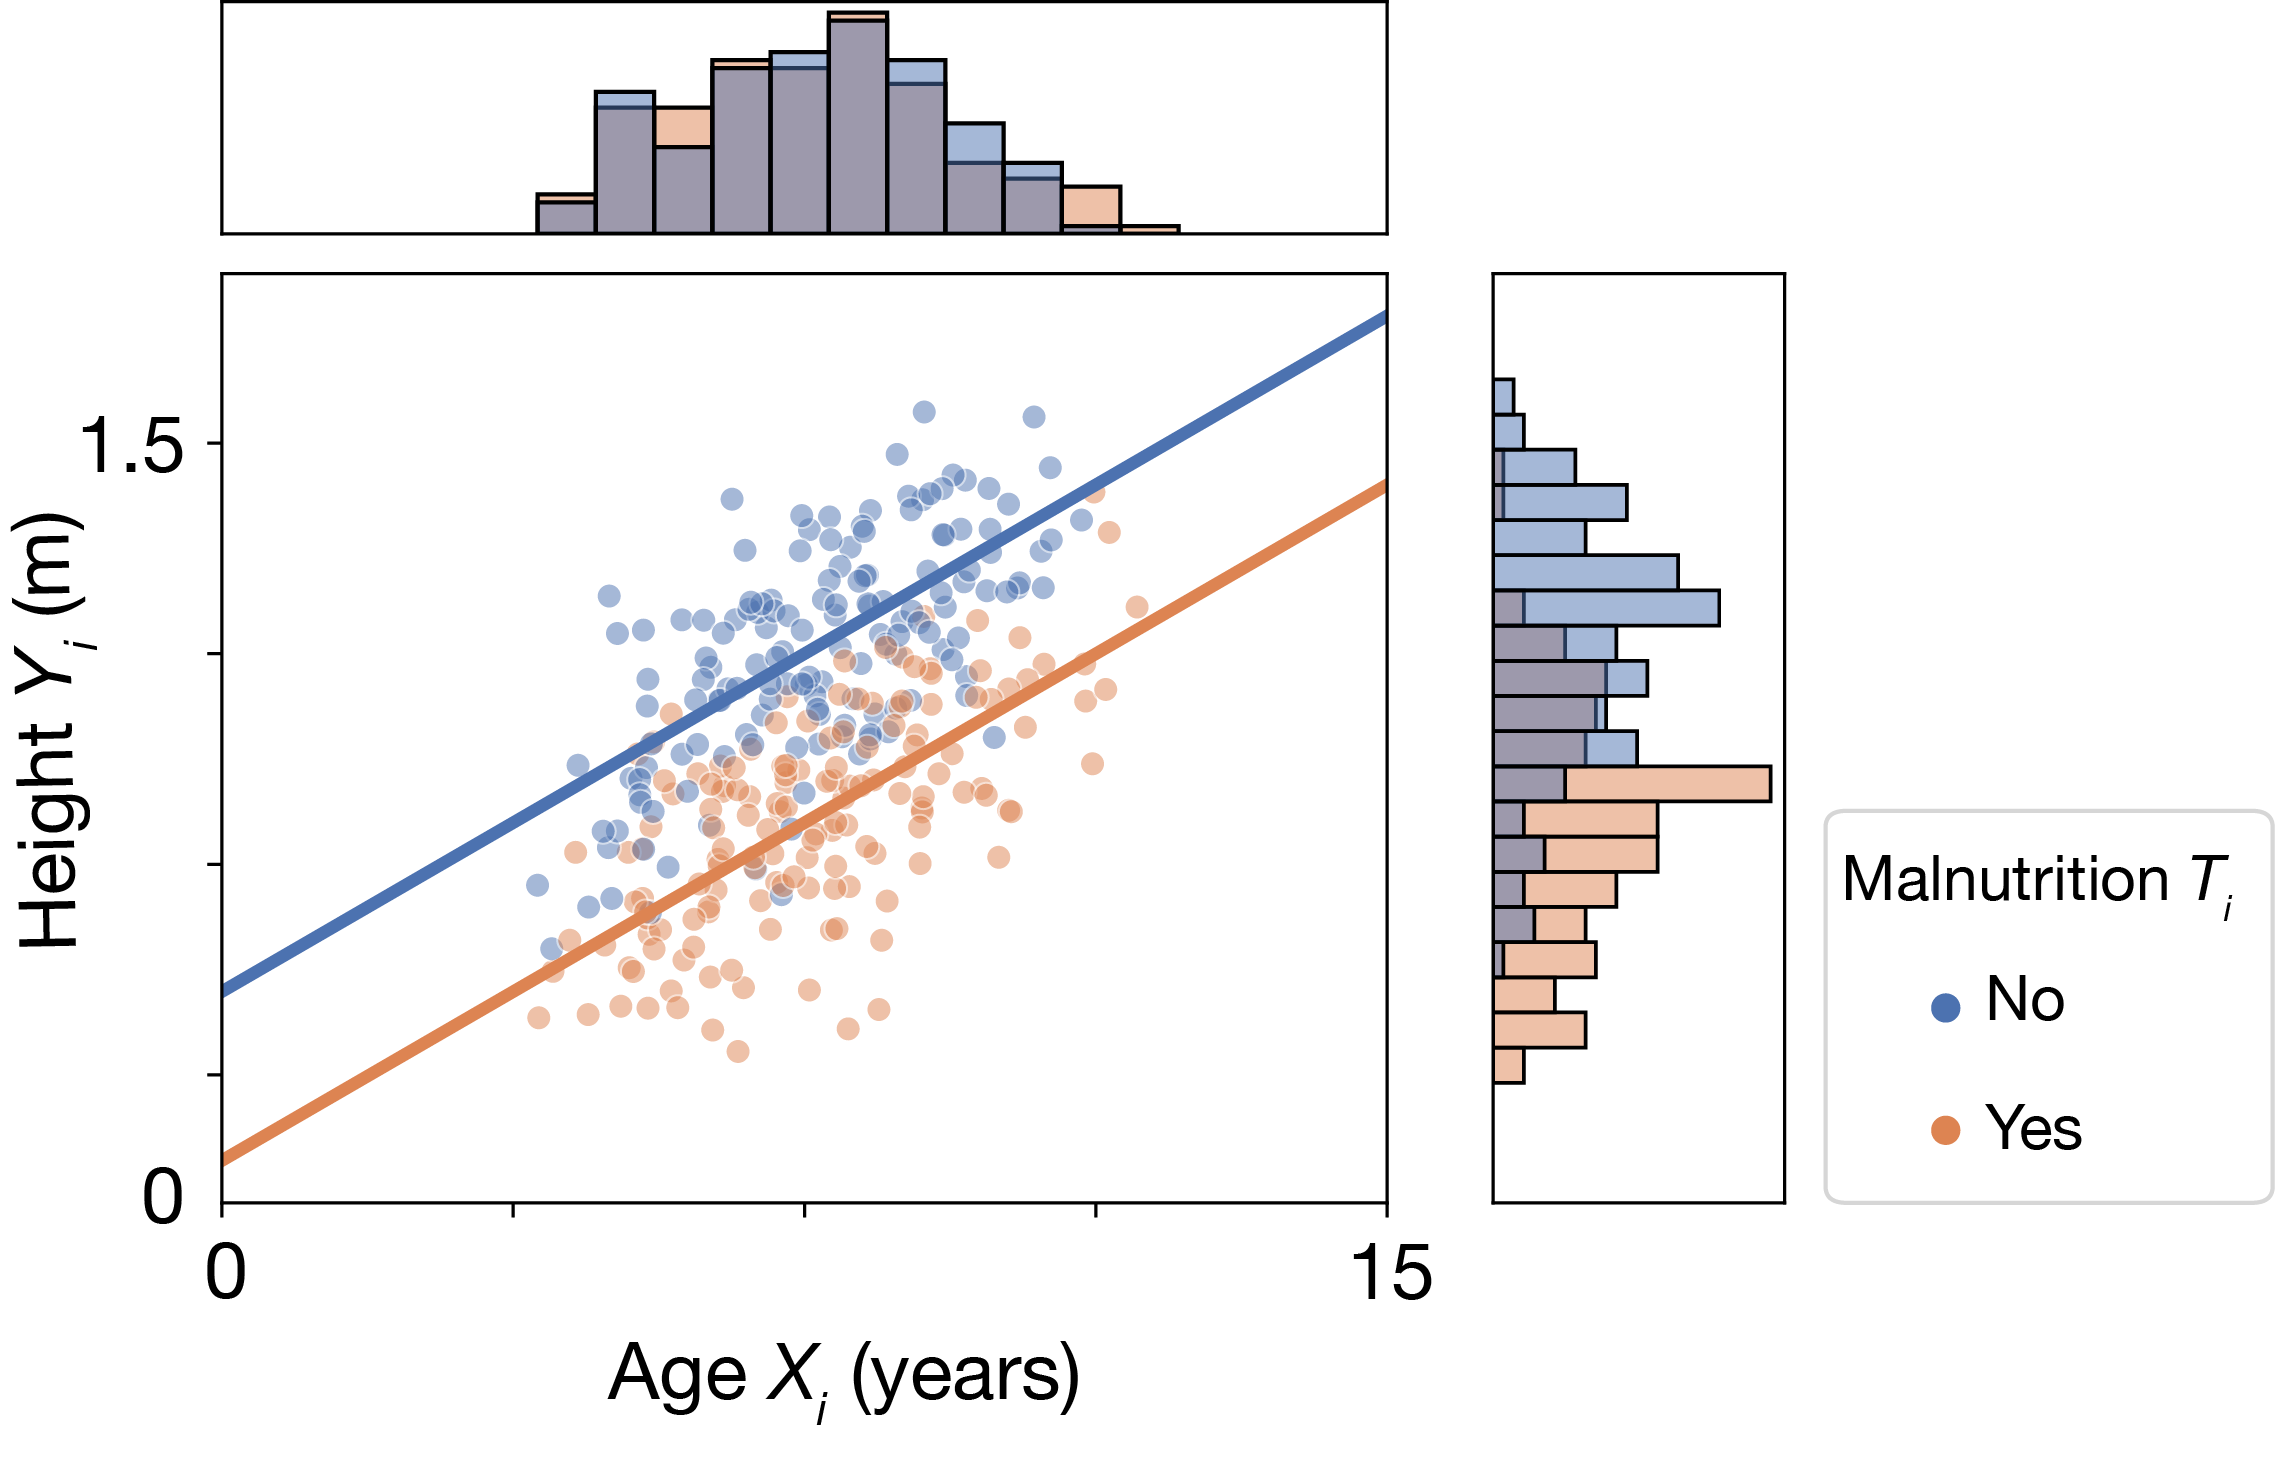 1.5
Height Y_i (m)
0
0
15
Age X_i (years)
Malnutrition T_i
No
Yes